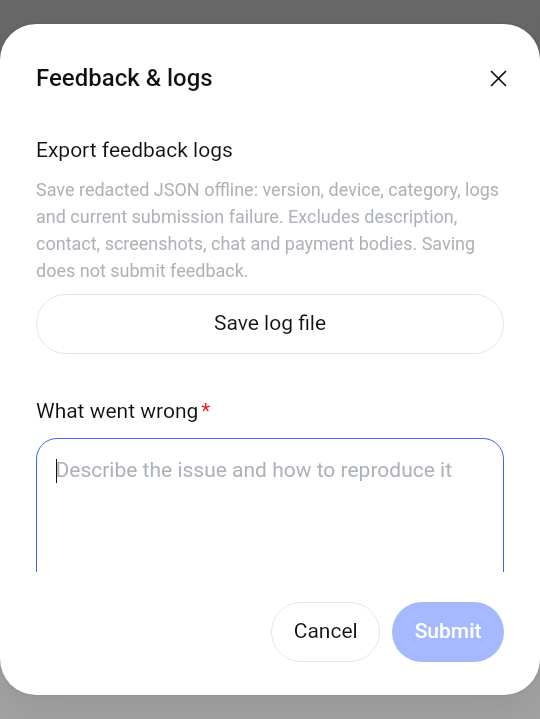 Feedback & logs
Export feedback logs
Save redacted JSON offline: version, device, category, logs
and current submission failure. Excludes description,
contact, screenshots, chat and payment bodies. Saving
does not submit feedback.
Save log file
What went wrong *
Describe the issue and how to reproduce it
Cancel
Submit